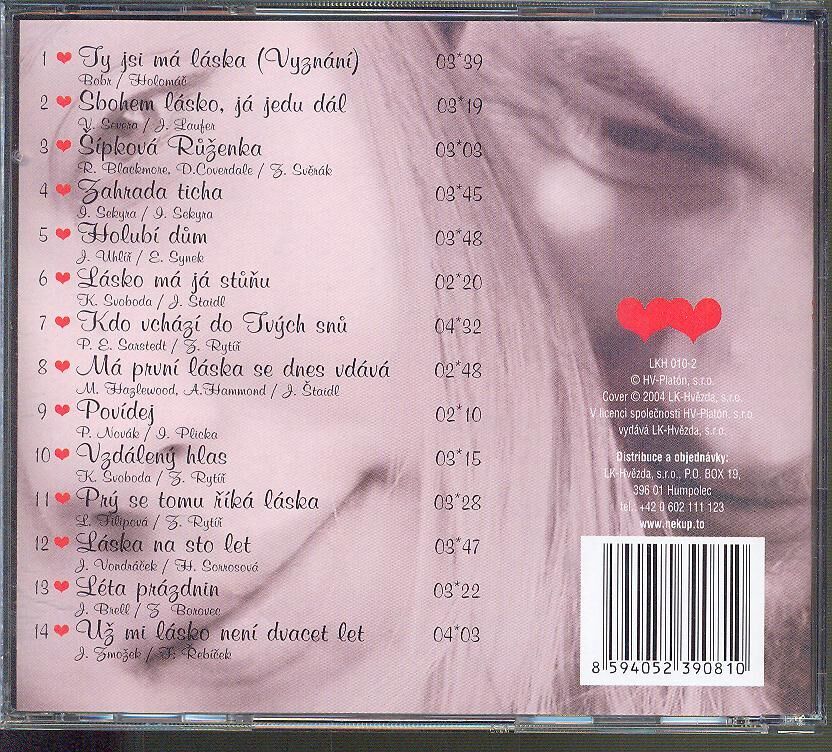 1 Ty jsi má láska (Vyznání) 03*39
Bobr / Holomáč
2 Sbohem lásko, já jedu dál 03*19
V. Severa / J. Laufer
3 Šípková Růženka 03*03
R. Blackmore, D.Coverdale / Z. Svěrák
4 Zahrada ticha 03*45
J. Sekyra / J. Sekyra
5 Holubí dům 03*48
J. Uhlíř / E. Synek
6 Lásko má já stůňu 02*20
K. Svoboda / J. Štaidl
7 Kdo vchází do Tvých snů 04*32
P. E. Sarstedt / Z. Rytíř
8 Má první láska se dnes vdává 02*48
M. Hazlewood, A.Hammond / J. Štaidl
9 Povídej 02*10
P. Novák / I. Plicka
10 Vzdálený hlas 03*15
K. Svoboda / Z. Rytíř
11 Prý se tomu říká láska 03*28
L. Filipová / Z. Rytíř
12 Láska na sto let 03*47
J. Vondráček / H. Sorrosová
13 Léta prázdnin 03*22
J. Brell / Z. Borovec
14 Už mi lásko není dvacet let 04*03
J. Zmožek / F. Řebíček
LKH 010-2
© HV-Platón, s.r.o.
Cover © 2004 LK-Hvězda, s.r.o.
V licenci společnosti HV-Platón, s.r.o.
vydává LK-Hvězda, s.r.o.
Distribuce a objednávky:
LK-Hvězda, s.r.o., P.O. BOX 19,
396 01 Humpolec
tel.: +42 0 602 111 123
www.nekup.to
8 594052 390810